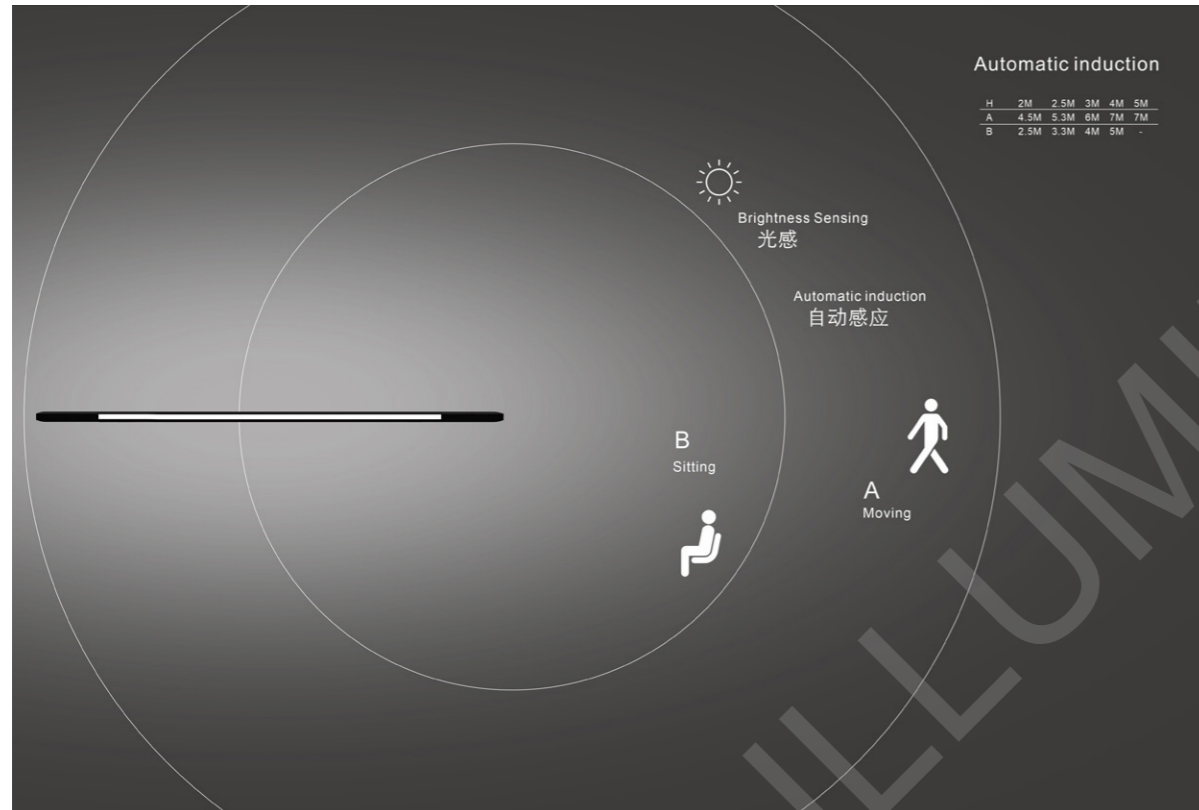 Automatic induction
H 2M 2.5M 3M 4M 5M
A 4.5M 5.3M 6M 7M 7M
B 2.5M 3.3M 4M 5M -
Brightness Sensing
光感
Automatic induction
自动感应
B
Sitting
A
Moving
ILLUMI